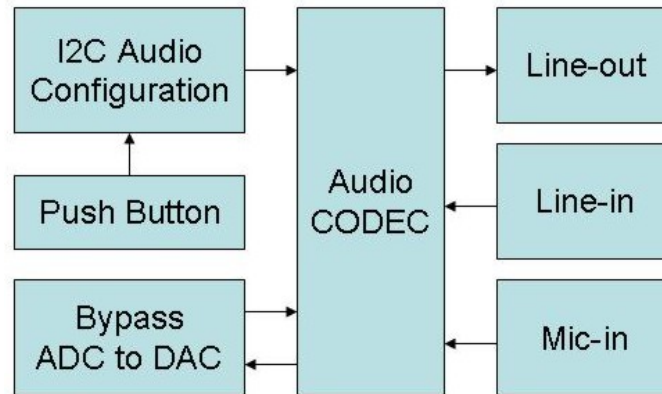 I2C Audio
Configuration
Push Button
Bypass
ADC to DAC
Audio
CODEC
Line-out
Line-in
Mic-in